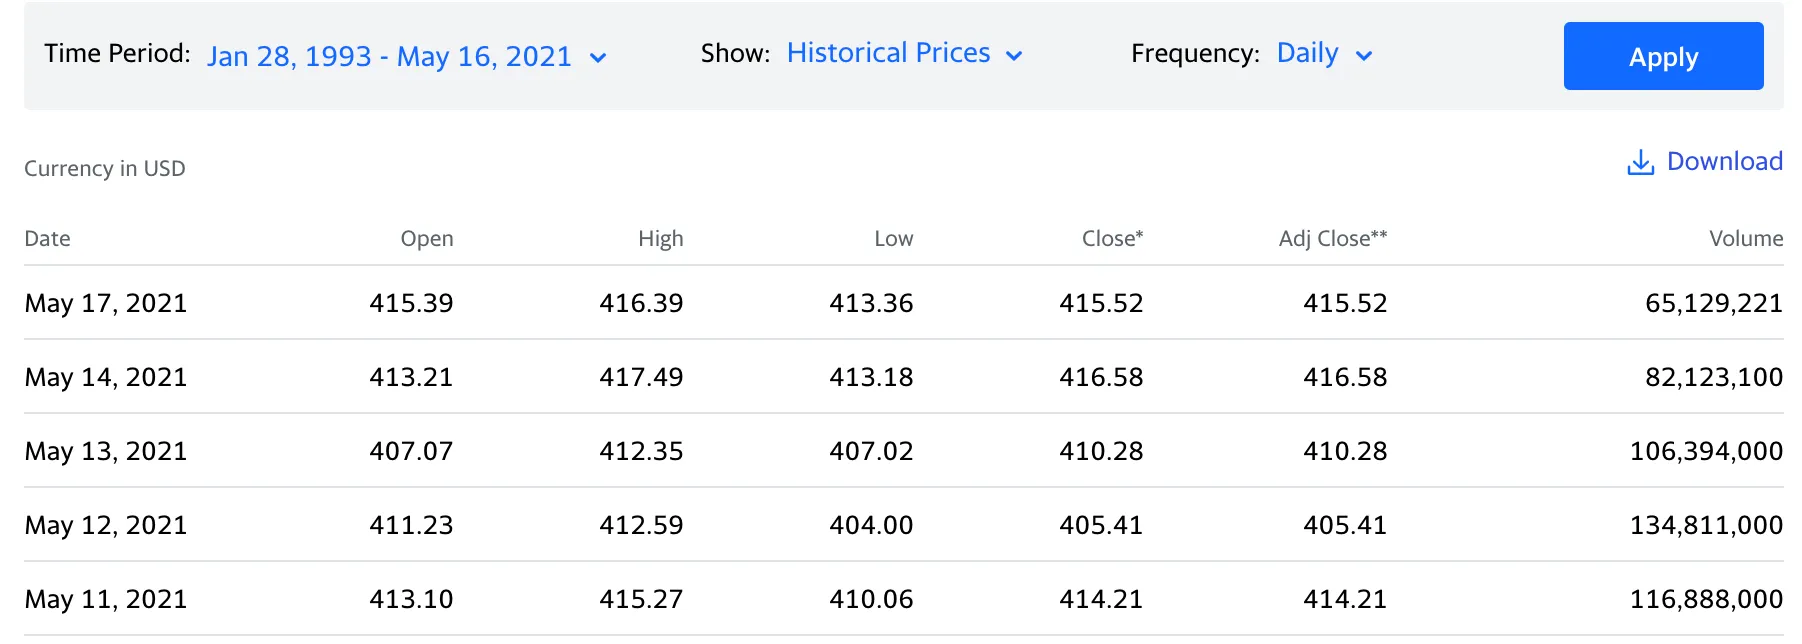 Time Period: Jan 28, 1993 - May 16, 2021 Show: Historical Prices Frequency: Daily Apply
Currency in USD Download
Date Open High Low Close* Adj Close** Volume
May 17, 2021 415.39 416.39 413.36 415.52 415.52 65,129,221
May 14, 2021 413.21 417.49 413.18 416.58 416.58 82,123,100
May 13, 2021 407.07 412.35 407.02 410.28 410.28 106,394,000
May 12, 2021 411.23 412.59 404.00 405.41 405.41 134,811,000
May 11, 2021 413.10 415.27 410.06 414.21 414.21 116,888,000